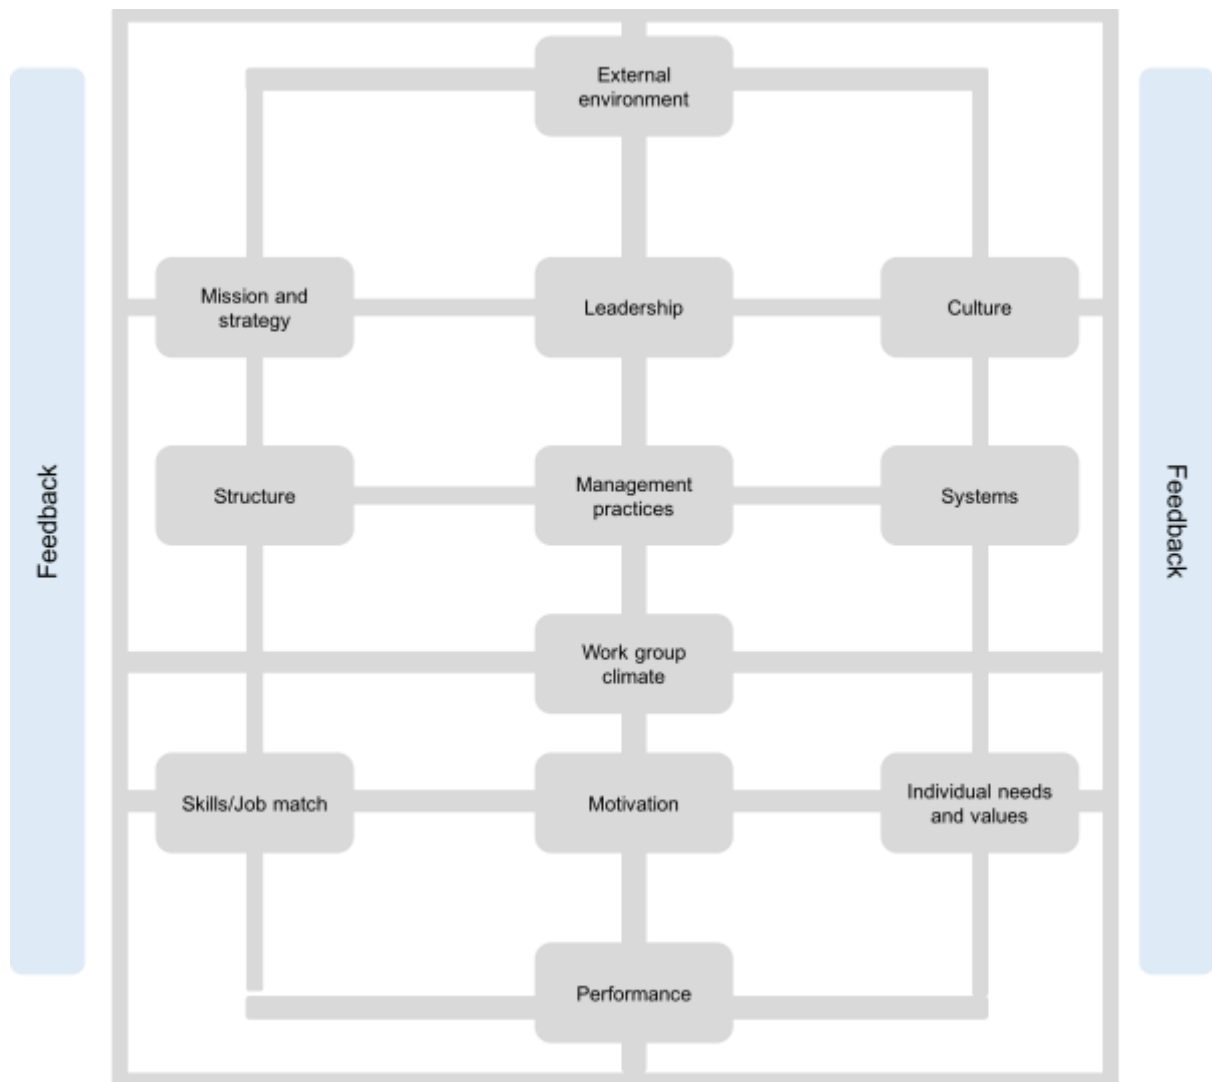 External
environment
Mission and
strategy
Leadership
Culture
Feedback
Structure
Management
practices
Systems
Feedback
Work group
climate
Skills/Job match
Motivation
Individual needs
and values
Performance